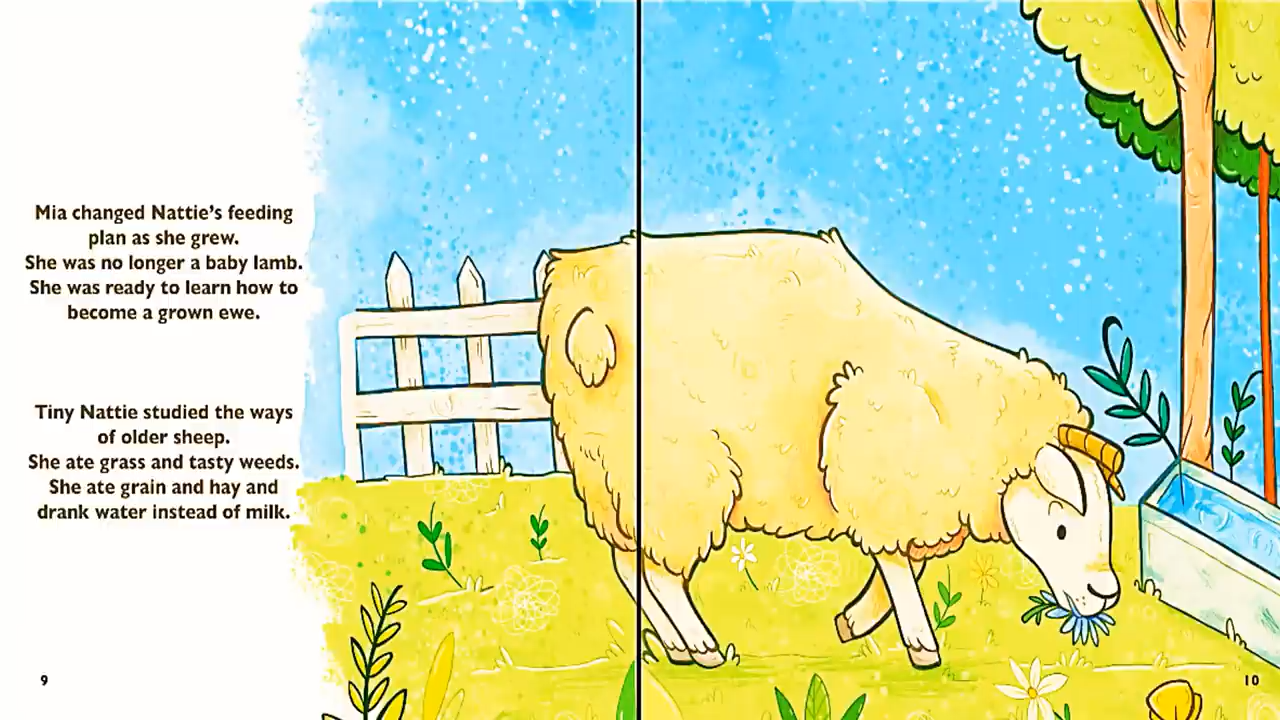 Mia changed Nattie’s feeding
plan as she grew.
She was no longer a baby lamb.
She was ready to learn how to
become a grown ewe.
Tiny Nattie studied the ways
of older sheep.
She ate grass and tasty weeds.
She ate grain and hay and
drank water instead of milk.
9
10